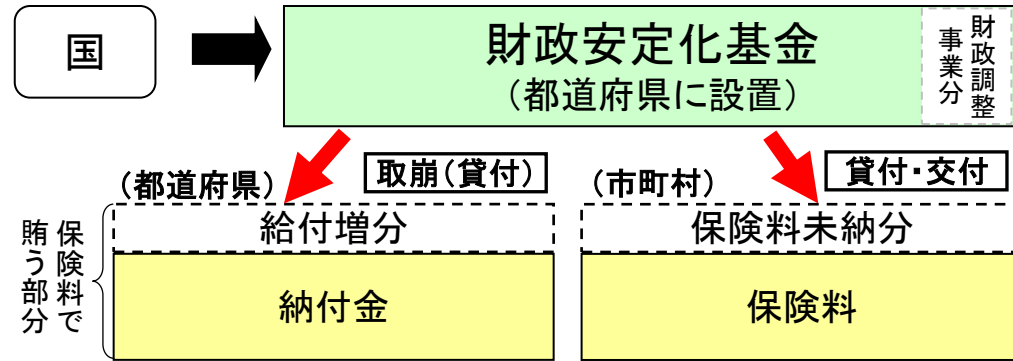 国
財政安定化基金
（都道府県に設置）
財政調整
事業分
取崩（貸付）
貸付・交付
（都道府県）
（市町村）
保険料で
賄う部分
給付増分
保険料未納分
納付金
保険料